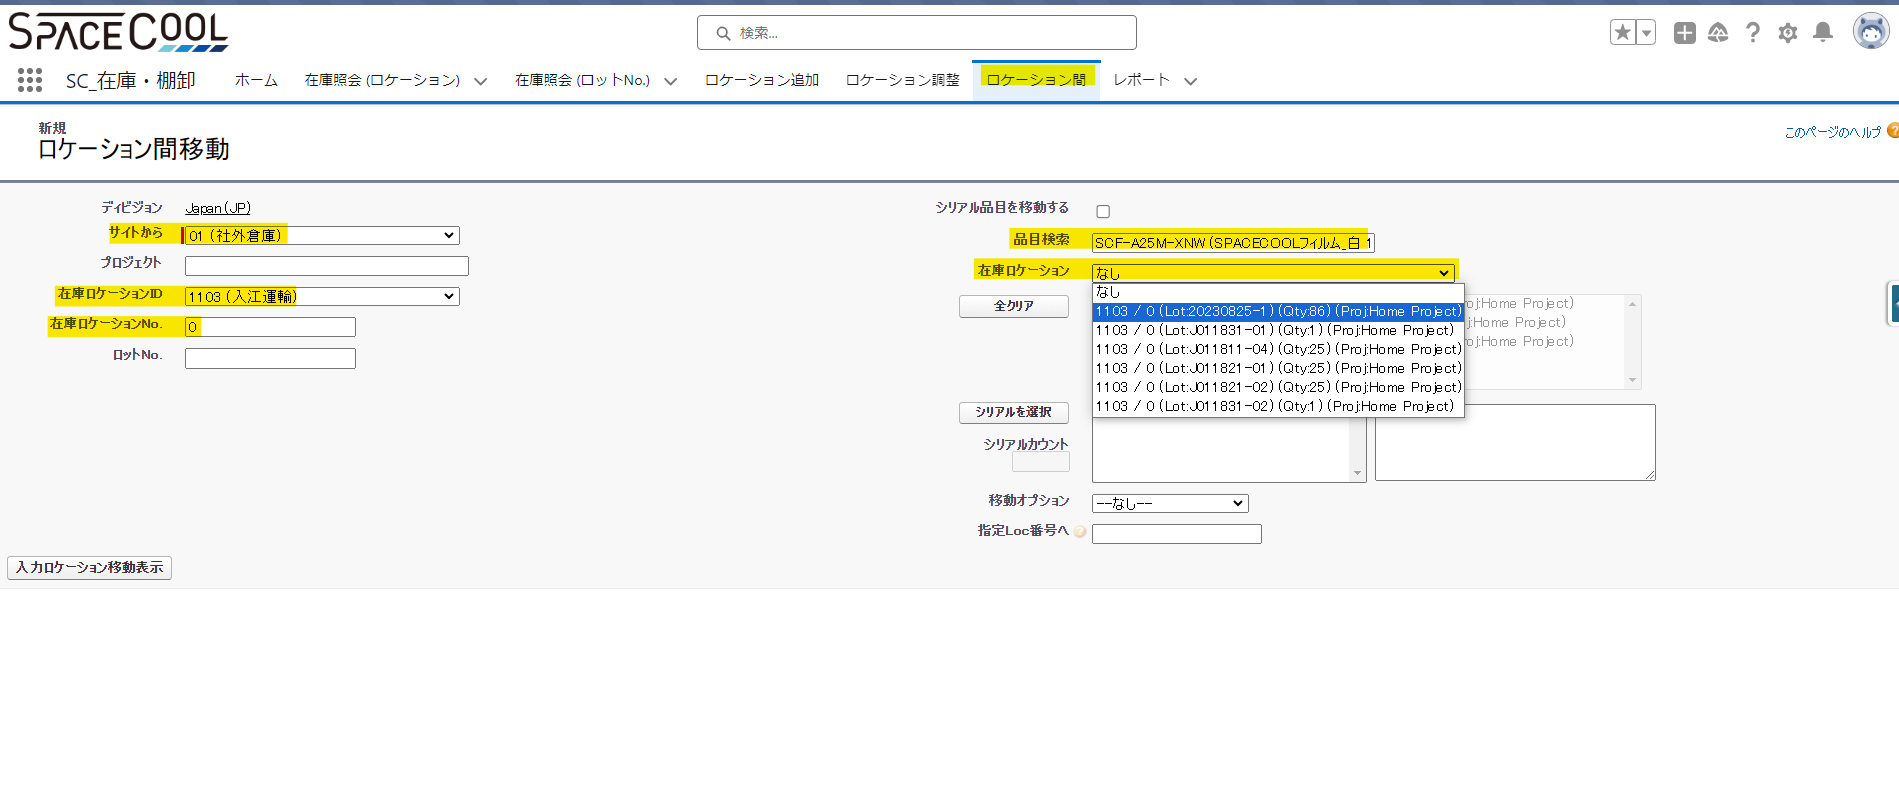 SPACECOOL
検索...
SC_在庫・棚卸
ホーム
在庫照会 (ロケーション)
在庫照会 (ロットNo.)
ロケーション追加
ロケーション調整
ロケーション間
レポート
新規
ロケーション間移動
このページのヘルプ
ディビジョン Japan (JP)
サイトから 01 (社外倉庫)
プロジェクト
在庫ロケーションID 1103 (入江運輸)
在庫ロケーションNo. 0
ロットNo.
シリアル品目を移動する
品目検索 SCF-A25M-XNW (SPACECOOLフィルム_白 1
在庫ロケーション なし
なし
1103 / 0 (Lot:20230825-1) (Qty:86) (Proj:Home Project)
1103 / 0 (Lot:J011831-01) (Qty:1) (Proj:Home Project)
1103 / 0 (Lot:J011811-04) (Qty:25) (Proj:Home Project)
1103 / 0 (Lot:J011821-01) (Qty:25) (Proj:Home Project)
1103 / 0 (Lot:J011821-02) (Qty:25) (Proj:Home Project)
1103 / 0 (Lot:J011831-02) (Qty:1) (Proj:Home Project)
全クリア
oj:Home Project)
j:Home Project)
oj:Home Project)
シリアルを選択
シリアルカウント
移動オプション --なし--
指定Loc番号へ
入力ロケーション移動表示